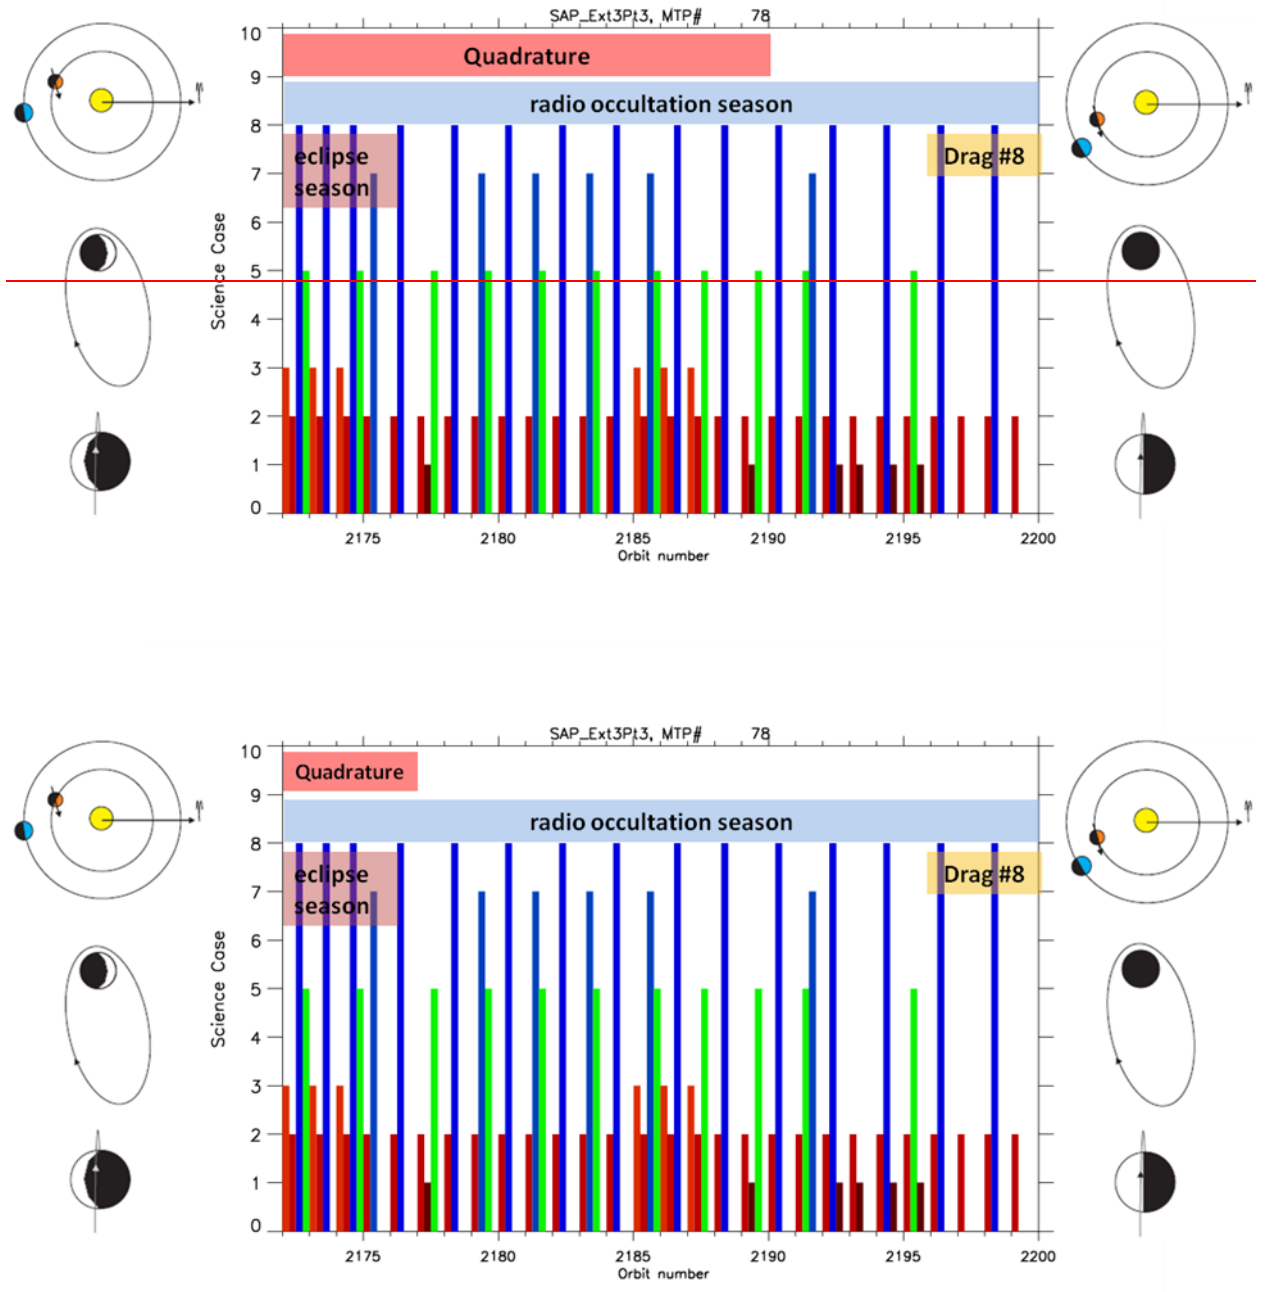 SAP_Ext3Pt3, MTP# 78
10
Quadrature
9
radio occultation season
8
eclipse
season
Drag #8
7
6
5
4
3
2
1
0
Science Case
2175 2180 2185 2190 2195 2200
Orbit number
SAP_Ext3Pt3, MTP# 78
10
Quadrature
9
radio occultation season
8
eclipse
season
Drag #8
7
6
5
4
3
2
1
0
Science Case
2175 2180 2185 2190 2195 2200
Orbit number